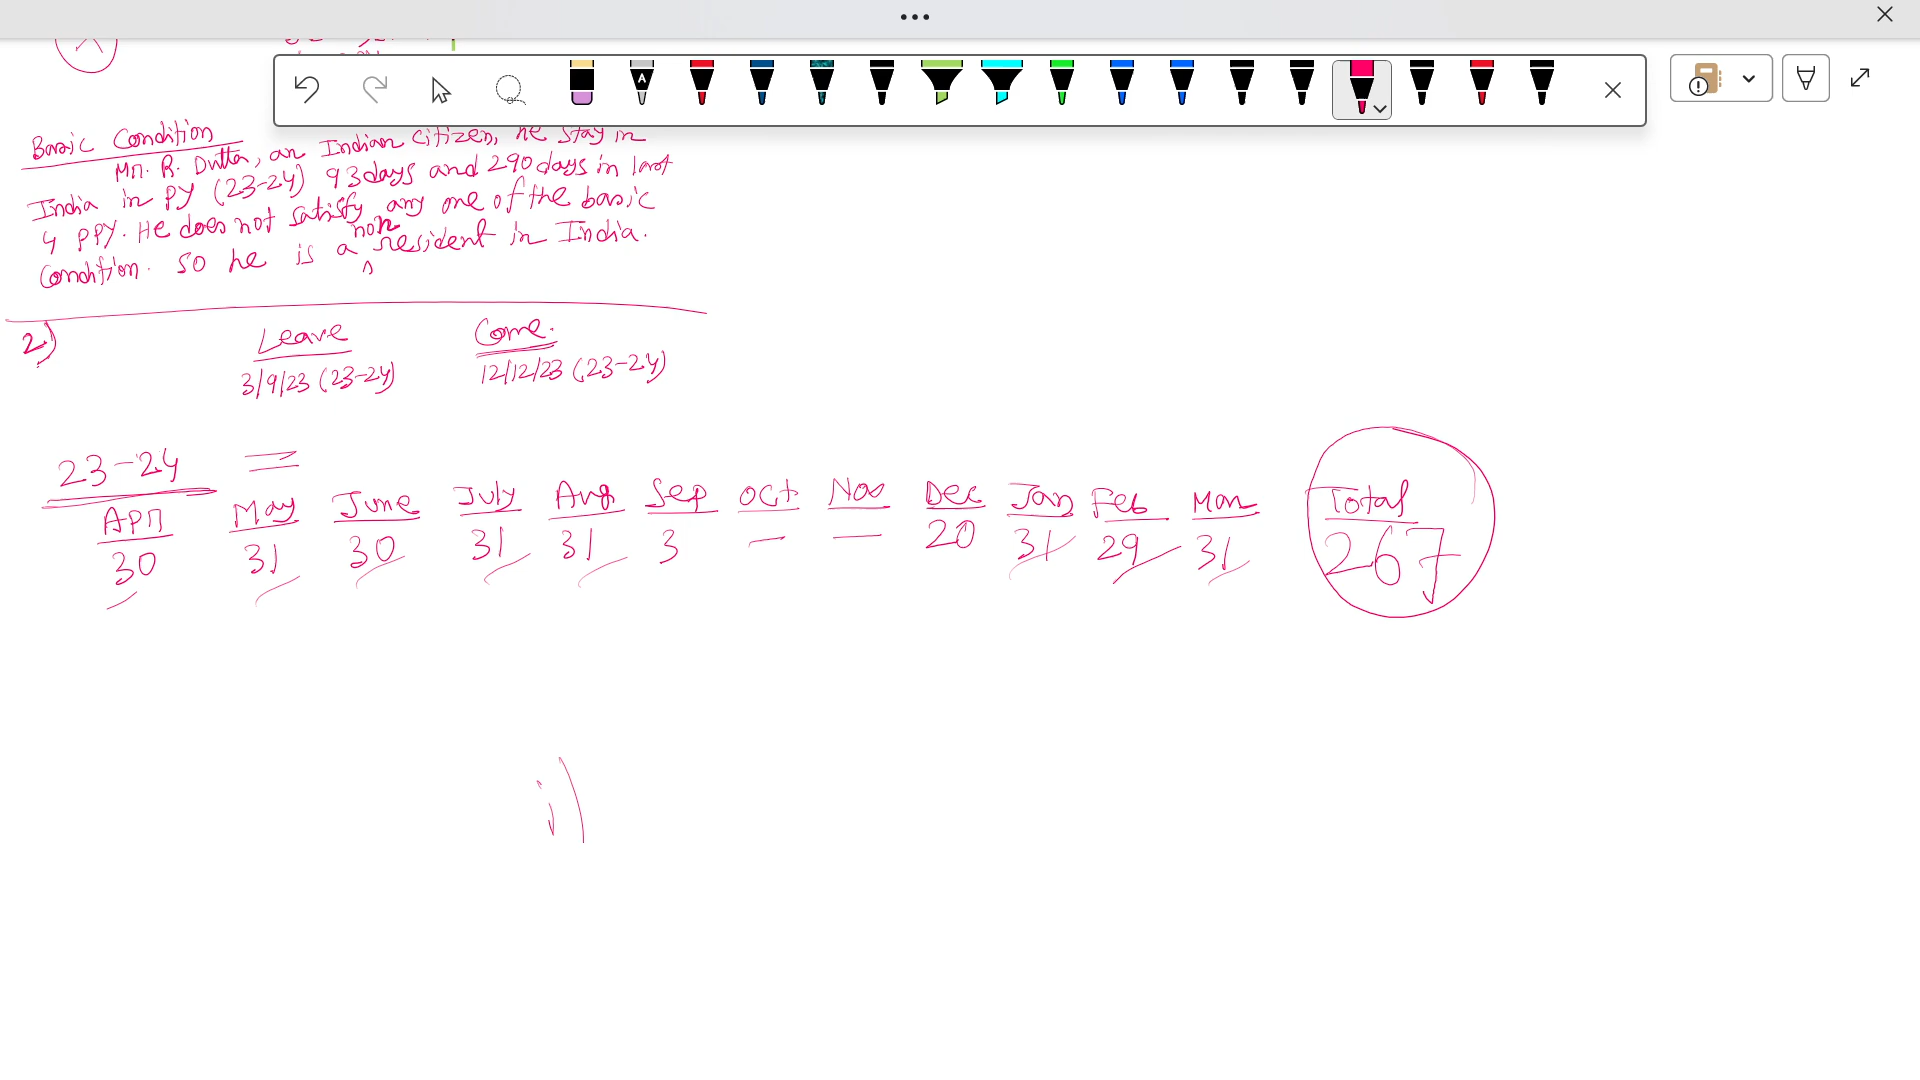 Basic Condition
Mr. R. Dutta, an Indian Citizen, he stay in
India in PY (23-24) 93 days and 290 days in last
4 PPY. He does not satisfy any one of the basic
Condition. So he is a non resident in India.
2)
Leave Come.
3/9/23 (23-24) 12/12/23 (23-24)
23-24 =
Apr May June July Aug Sep Oct Nov Dec Jan Feb Mar Total
30 31 30 31 31 3 — — 20 31 29 31 267
i)